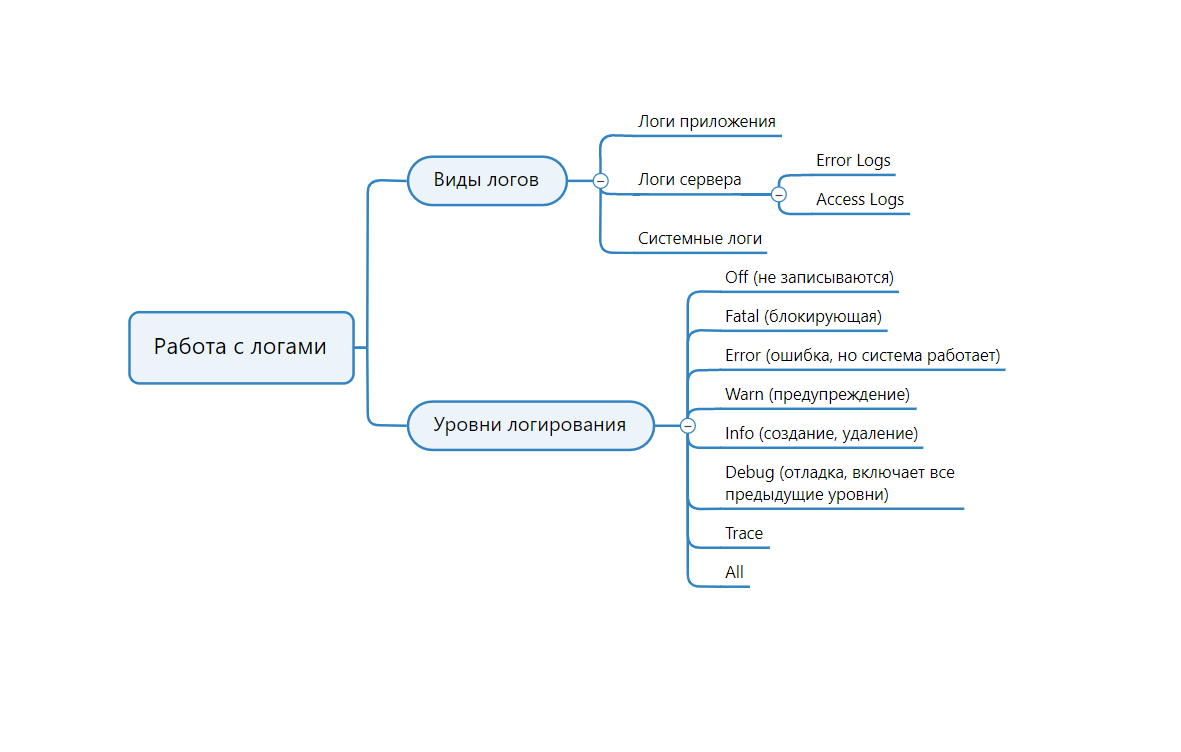 Работа с логами
Виды логов
Логи приложения
Логи сервера
Error Logs
Access Logs
Системные логи
Уровни логирования
Off (не записываются)
Fatal (блокирующая)
Error (ошибка, но система работает)
Warn (предупреждение)
Info (создание, удаление)
Debug (отладка, включает все
предыдущие уровни)
Trace
All